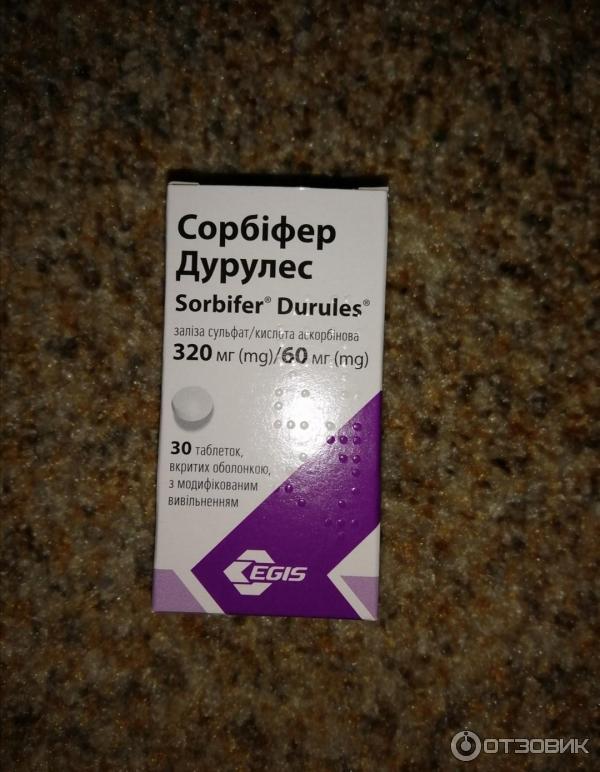 Сорбіфер
Дурулес
Sorbifer® Durules®
заліза сульфат/кислота аскорбінова
320 мг (mg)/60 мг (mg)
30 таблеток,
вкритих оболонкою,
з модифікованим
вивільненням
EGIS
ОТЗОВИК